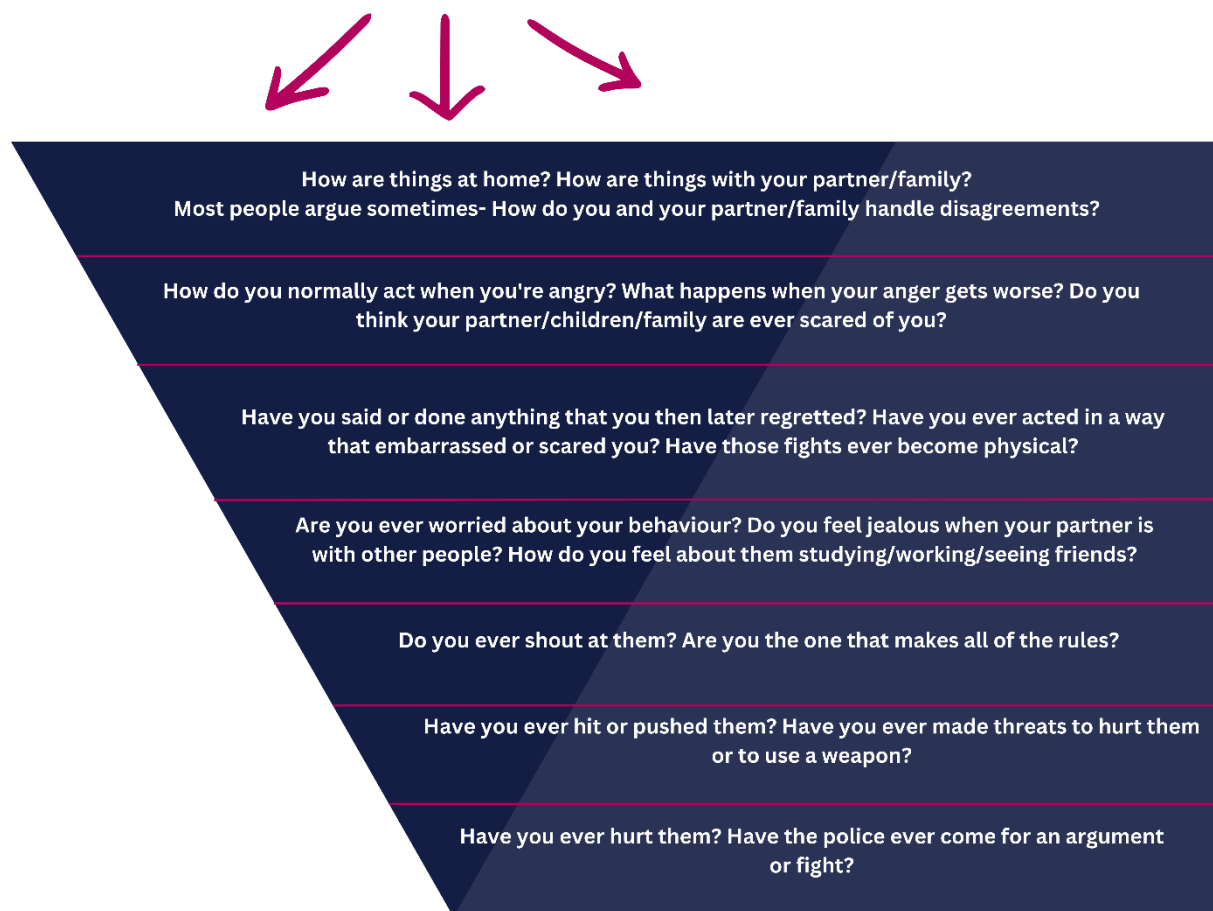 How are things at home? How are things with your partner/family?
Most people argue sometimes- How do you and your partner/family handle disagreements?
How do you normally act when you're angry? What happens when your anger gets worse? Do you
think your partner/children/family are ever scared of you?
Have you said or done anything that you then later regretted? Have you ever acted in a way
that embarrassed or scared you? Have those fights ever become physical?
Are you ever worried about your behaviour? Do you feel jealous when your partner is
with other people? How do you feel about them studying/working/seeing friends?
Do you ever shout at them? Are you the one that makes all of the rules?
Have you ever hit or pushed them? Have you ever made threats to hurt them
or to use a weapon?
Have you ever hurt them? Have the police ever come for an argument
or fight?